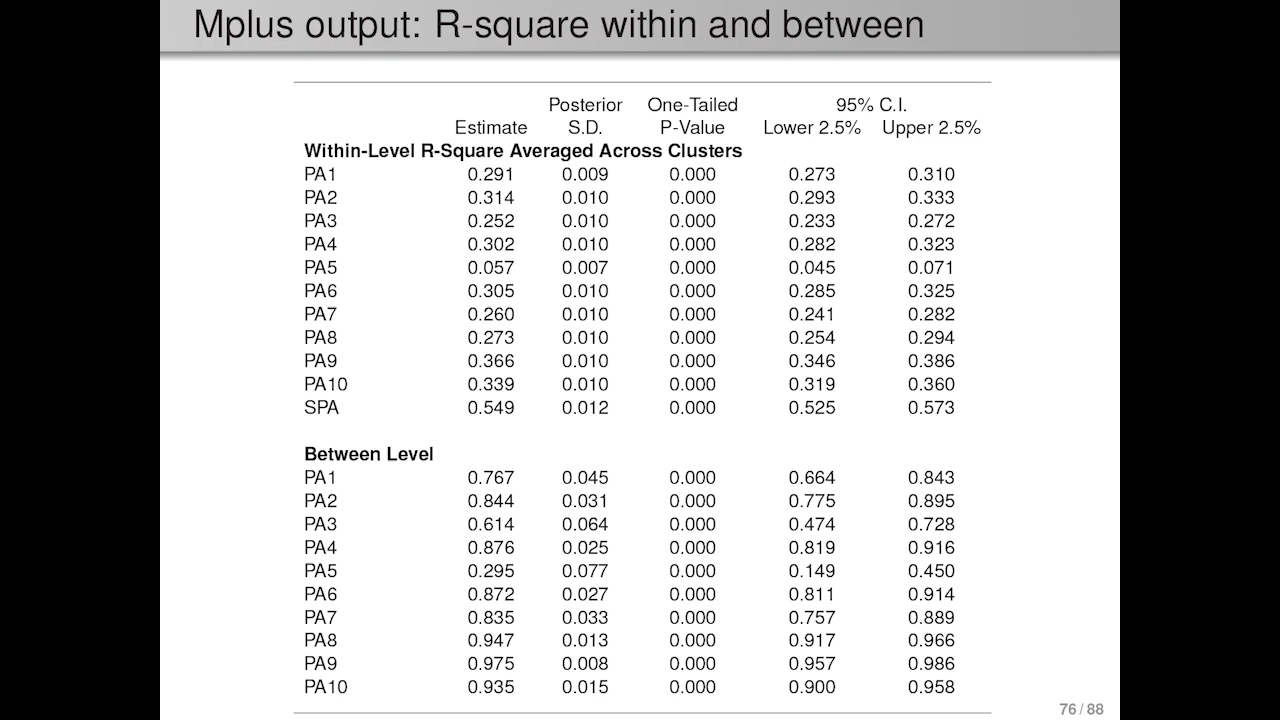 Mplus output: R-square within and between
Posterior One-Tailed 95% C.I.
Estimate S.D. P-Value Lower 2.5% Upper 2.5%
Within-Level R-Square Averaged Across Clusters
PA1 0.291 0.009 0.000 0.273 0.310
PA2 0.314 0.010 0.000 0.293 0.333
PA3 0.252 0.010 0.000 0.233 0.272
PA4 0.302 0.010 0.000 0.282 0.323
PA5 0.057 0.007 0.000 0.045 0.071
PA6 0.305 0.010 0.000 0.285 0.325
PA7 0.260 0.010 0.000 0.241 0.282
PA8 0.273 0.010 0.000 0.254 0.294
PA9 0.366 0.010 0.000 0.346 0.386
PA10 0.339 0.010 0.000 0.319 0.360
SPA 0.549 0.012 0.000 0.525 0.573
Between Level
PA1 0.767 0.045 0.000 0.664 0.843
PA2 0.844 0.031 0.000 0.775 0.895
PA3 0.614 0.064 0.000 0.474 0.728
PA4 0.876 0.025 0.000 0.819 0.916
PA5 0.295 0.077 0.000 0.149 0.450
PA6 0.872 0.027 0.000 0.811 0.914
PA7 0.835 0.033 0.000 0.757 0.889
PA8 0.947 0.013 0.000 0.917 0.966
PA9 0.975 0.008 0.000 0.957 0.986
PA10 0.935 0.015 0.000 0.900 0.958
76 / 88